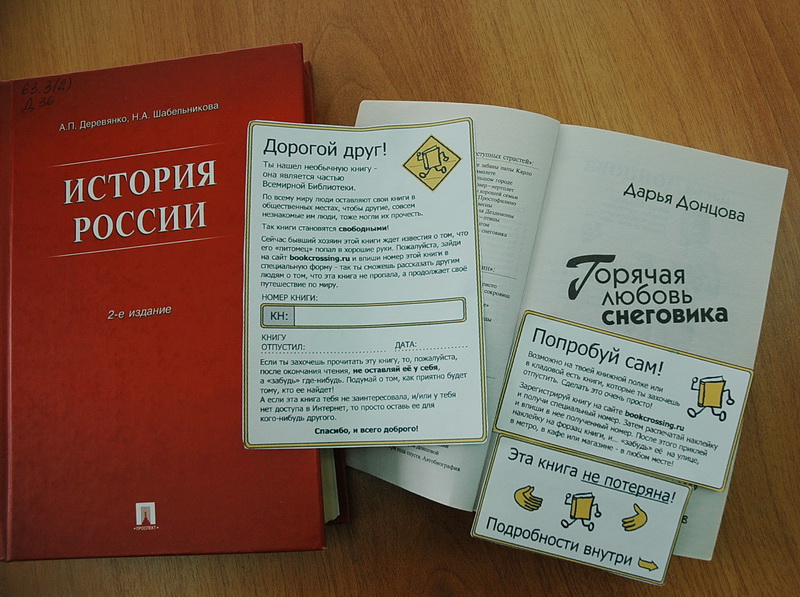 63.3(2)
Д 36
А.П. Деревянко, Н.А. Шабельникова
ИСТОРИЯ
РОССИИ
2-е издание
•ПРОСПЕКТ•
Дорогой друг!
Ты нашел необычную книгу -
она является частью
Всемирной Библиотеки.
По всему миру люди оставляют свои книги в
общественных местах, чтобы другие, совсем
незнакомые им люди, тоже могли их прочесть.
Так книги становятся свободными!
Сейчас бывший хозяин этой книги ждет известия о том, что
его «питомец» попал в хорошие руки. Пожалуйста, зайди
на сайт bookcrossing.ru и впиши номер этой книги в
специальную форму - так ты сможешь рассказать другим
людям о том, что эта книга не пропала, а продолжает своё
путешествие по миру.
НОМЕР КНИГИ:
КН:
КНИГУ
ОТПУСТИЛ:
ДАТА:
Если ты захочешь прочитать эту книгу, то, пожалуйста,
после окончания чтения, не оставляй её у себя,
а «забудь» где-нибудь. Подумай о том, как приятно будет
тому, кто ее найдет!
А если эта книга тебя не заинтересовала, и/или у тебя
нет доступа в Интернет, то просто оставь ее для
кого-нибудь другого.
Спасибо, и всего доброго!
Дарья Донцова
Горячая
любовь
снеговика
Попробуй сам!
Возможно на твоей книжной полке или
в кладовой есть книги, которые ты захочешь
отпустить. Сделать это очень просто!
Зарегистрируй книгу на сайте bookcrossing.ru
и получи специальный номер. Затем распечатай наклейку
и впиши в нее полученный номер. После этого приклей
наклейку на форзац книги, и... «забудь» её на улице,
в метро, в кафе или магазине - в любом месте!
Эта книга не потеряна!
Подробности внутри